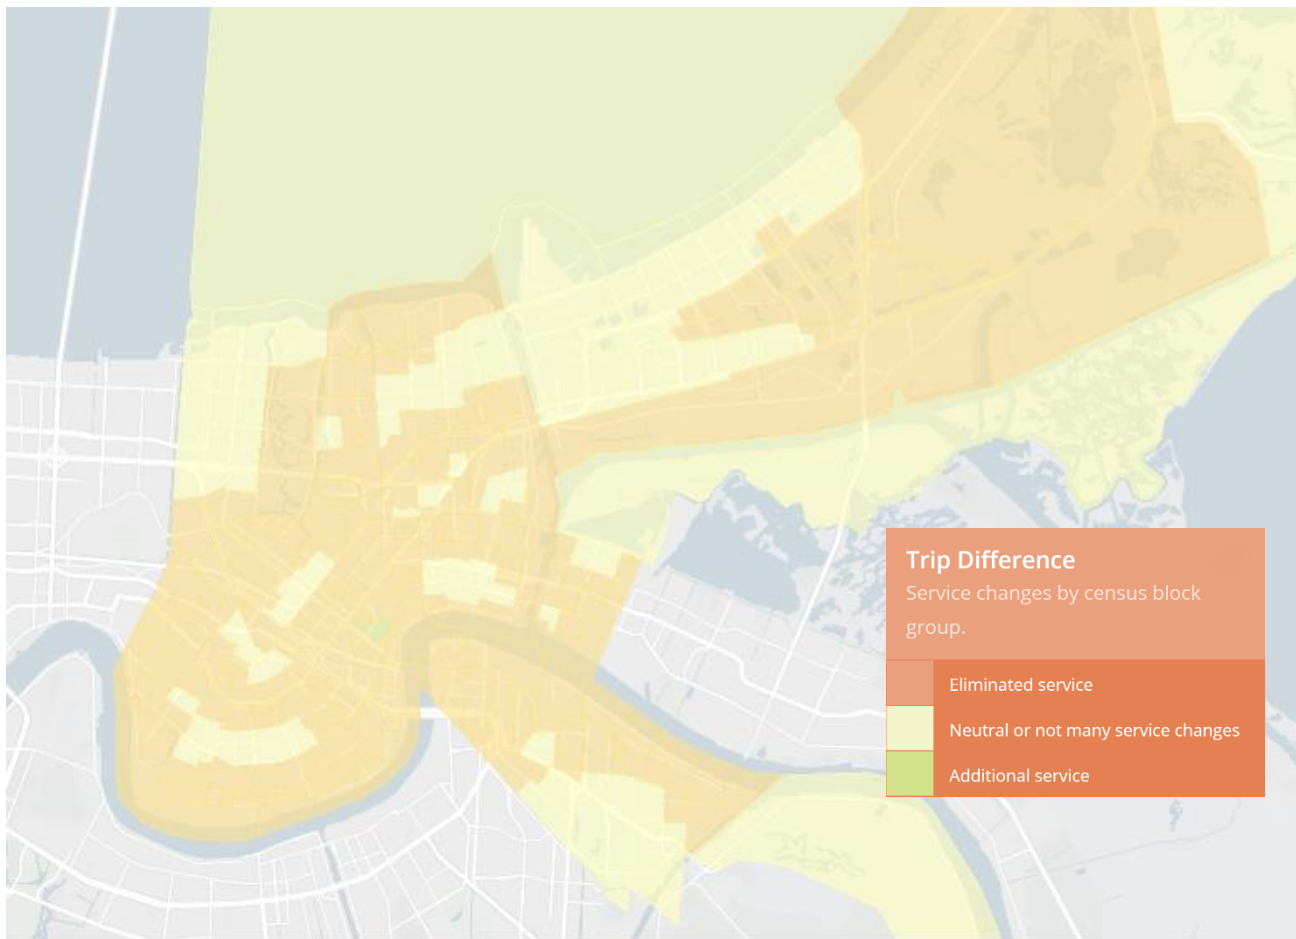 Trip Difference
Service changes by census block
group.
Eliminated service
Neutral or not many service changes
Additional service